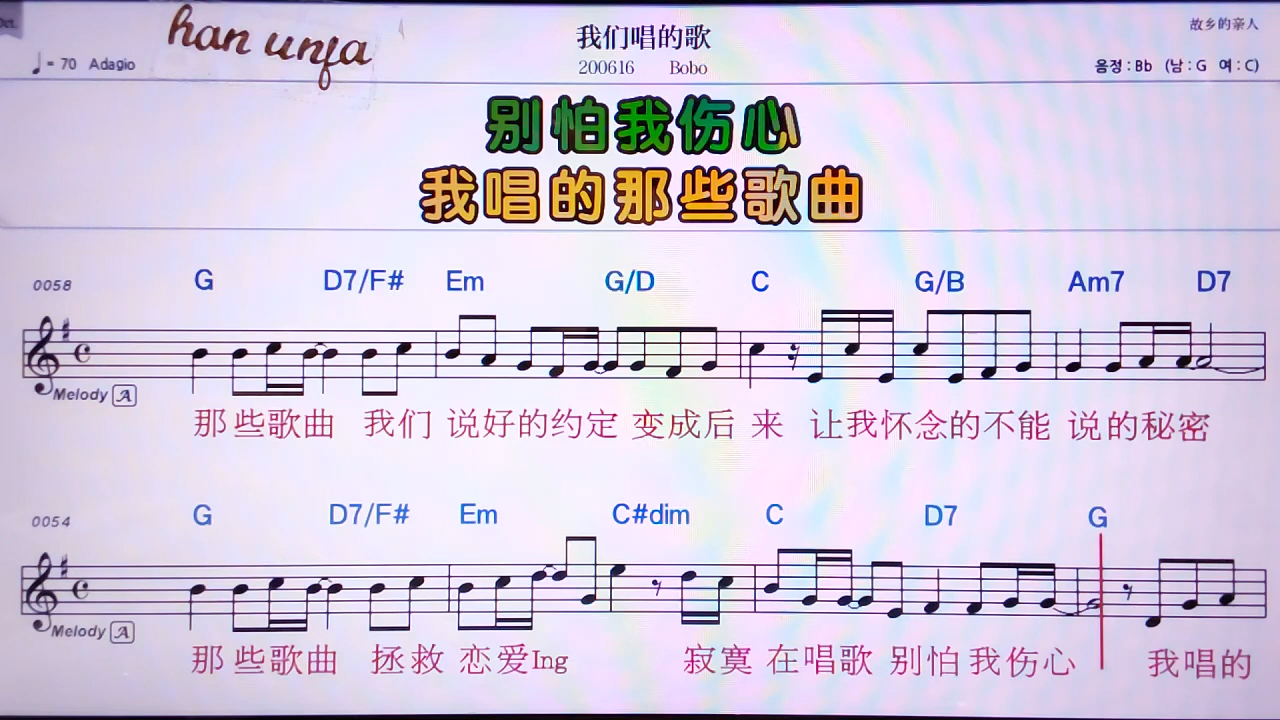 han unfa
我们唱的歌
故乡的亲人
= 70 Adagio
200616 Bobo
음정 : Bb (남 : G 여 : C)
别怕我伤心
我唱的那些歌曲
0058
G D7/F# Em G/D C G/B Am7 D7
Melody A
那些歌曲 我们 说好的约定 变成后 来 让我怀念的不能 说的秘密
0054
G D7/F# Em C#dim C D7 G
Melody A
那些歌曲 拯救 恋爱Ing 寂寞 在唱歌 别怕我伤心 我唱的